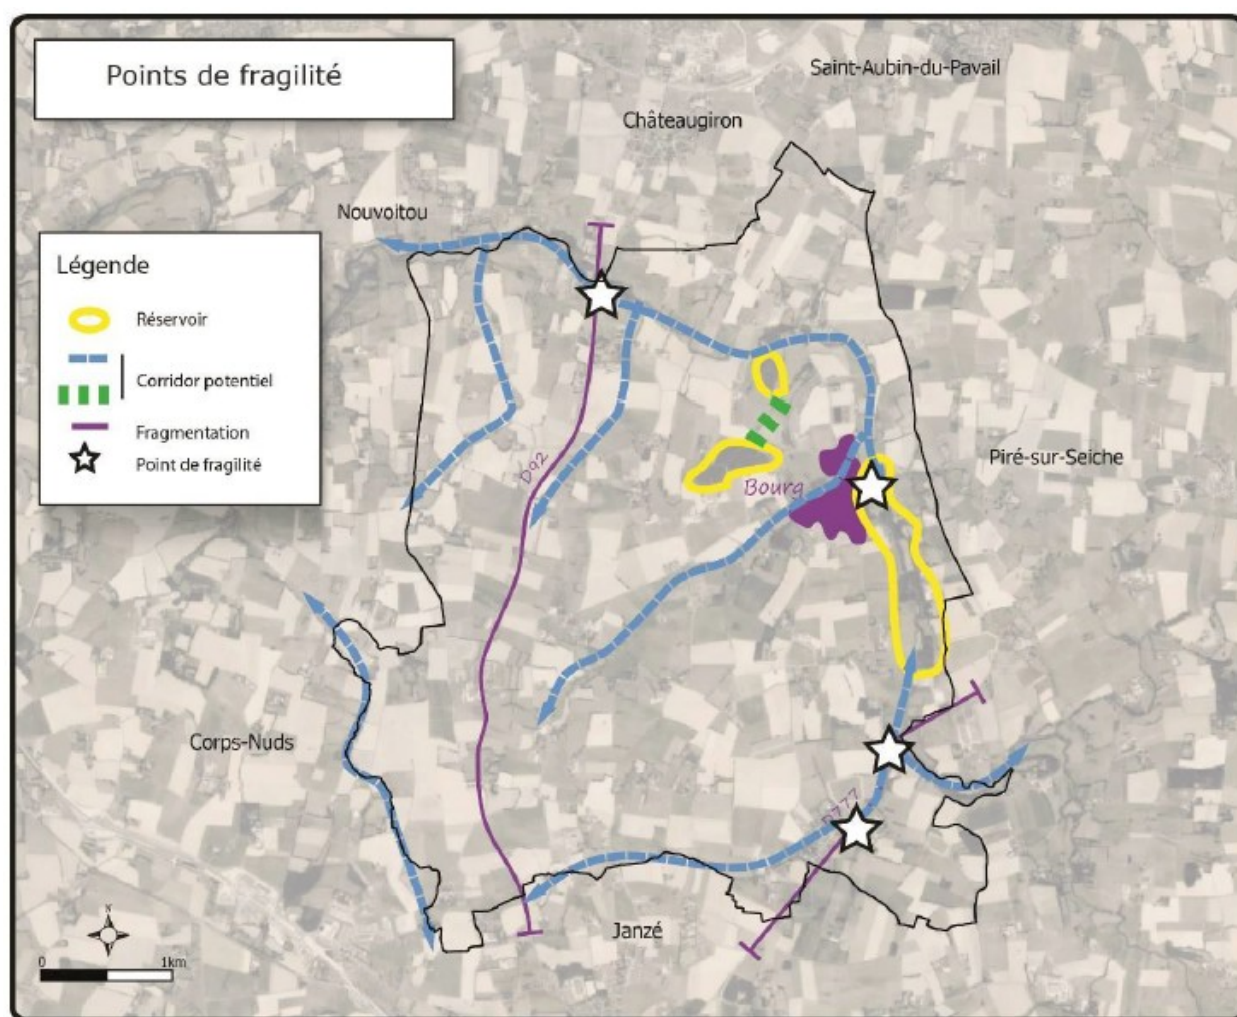 Points de fragilité
Saint-Aubin-du-Pavail
Châteaugiron
Nouvoitou
Légende
Réservoir
Corridor potentiel
Fragmentation
Point de fragilité
D92
Bourg
Piré-sur-Seiche
Corps-Nuds
D777
Janzé
N
0 1km